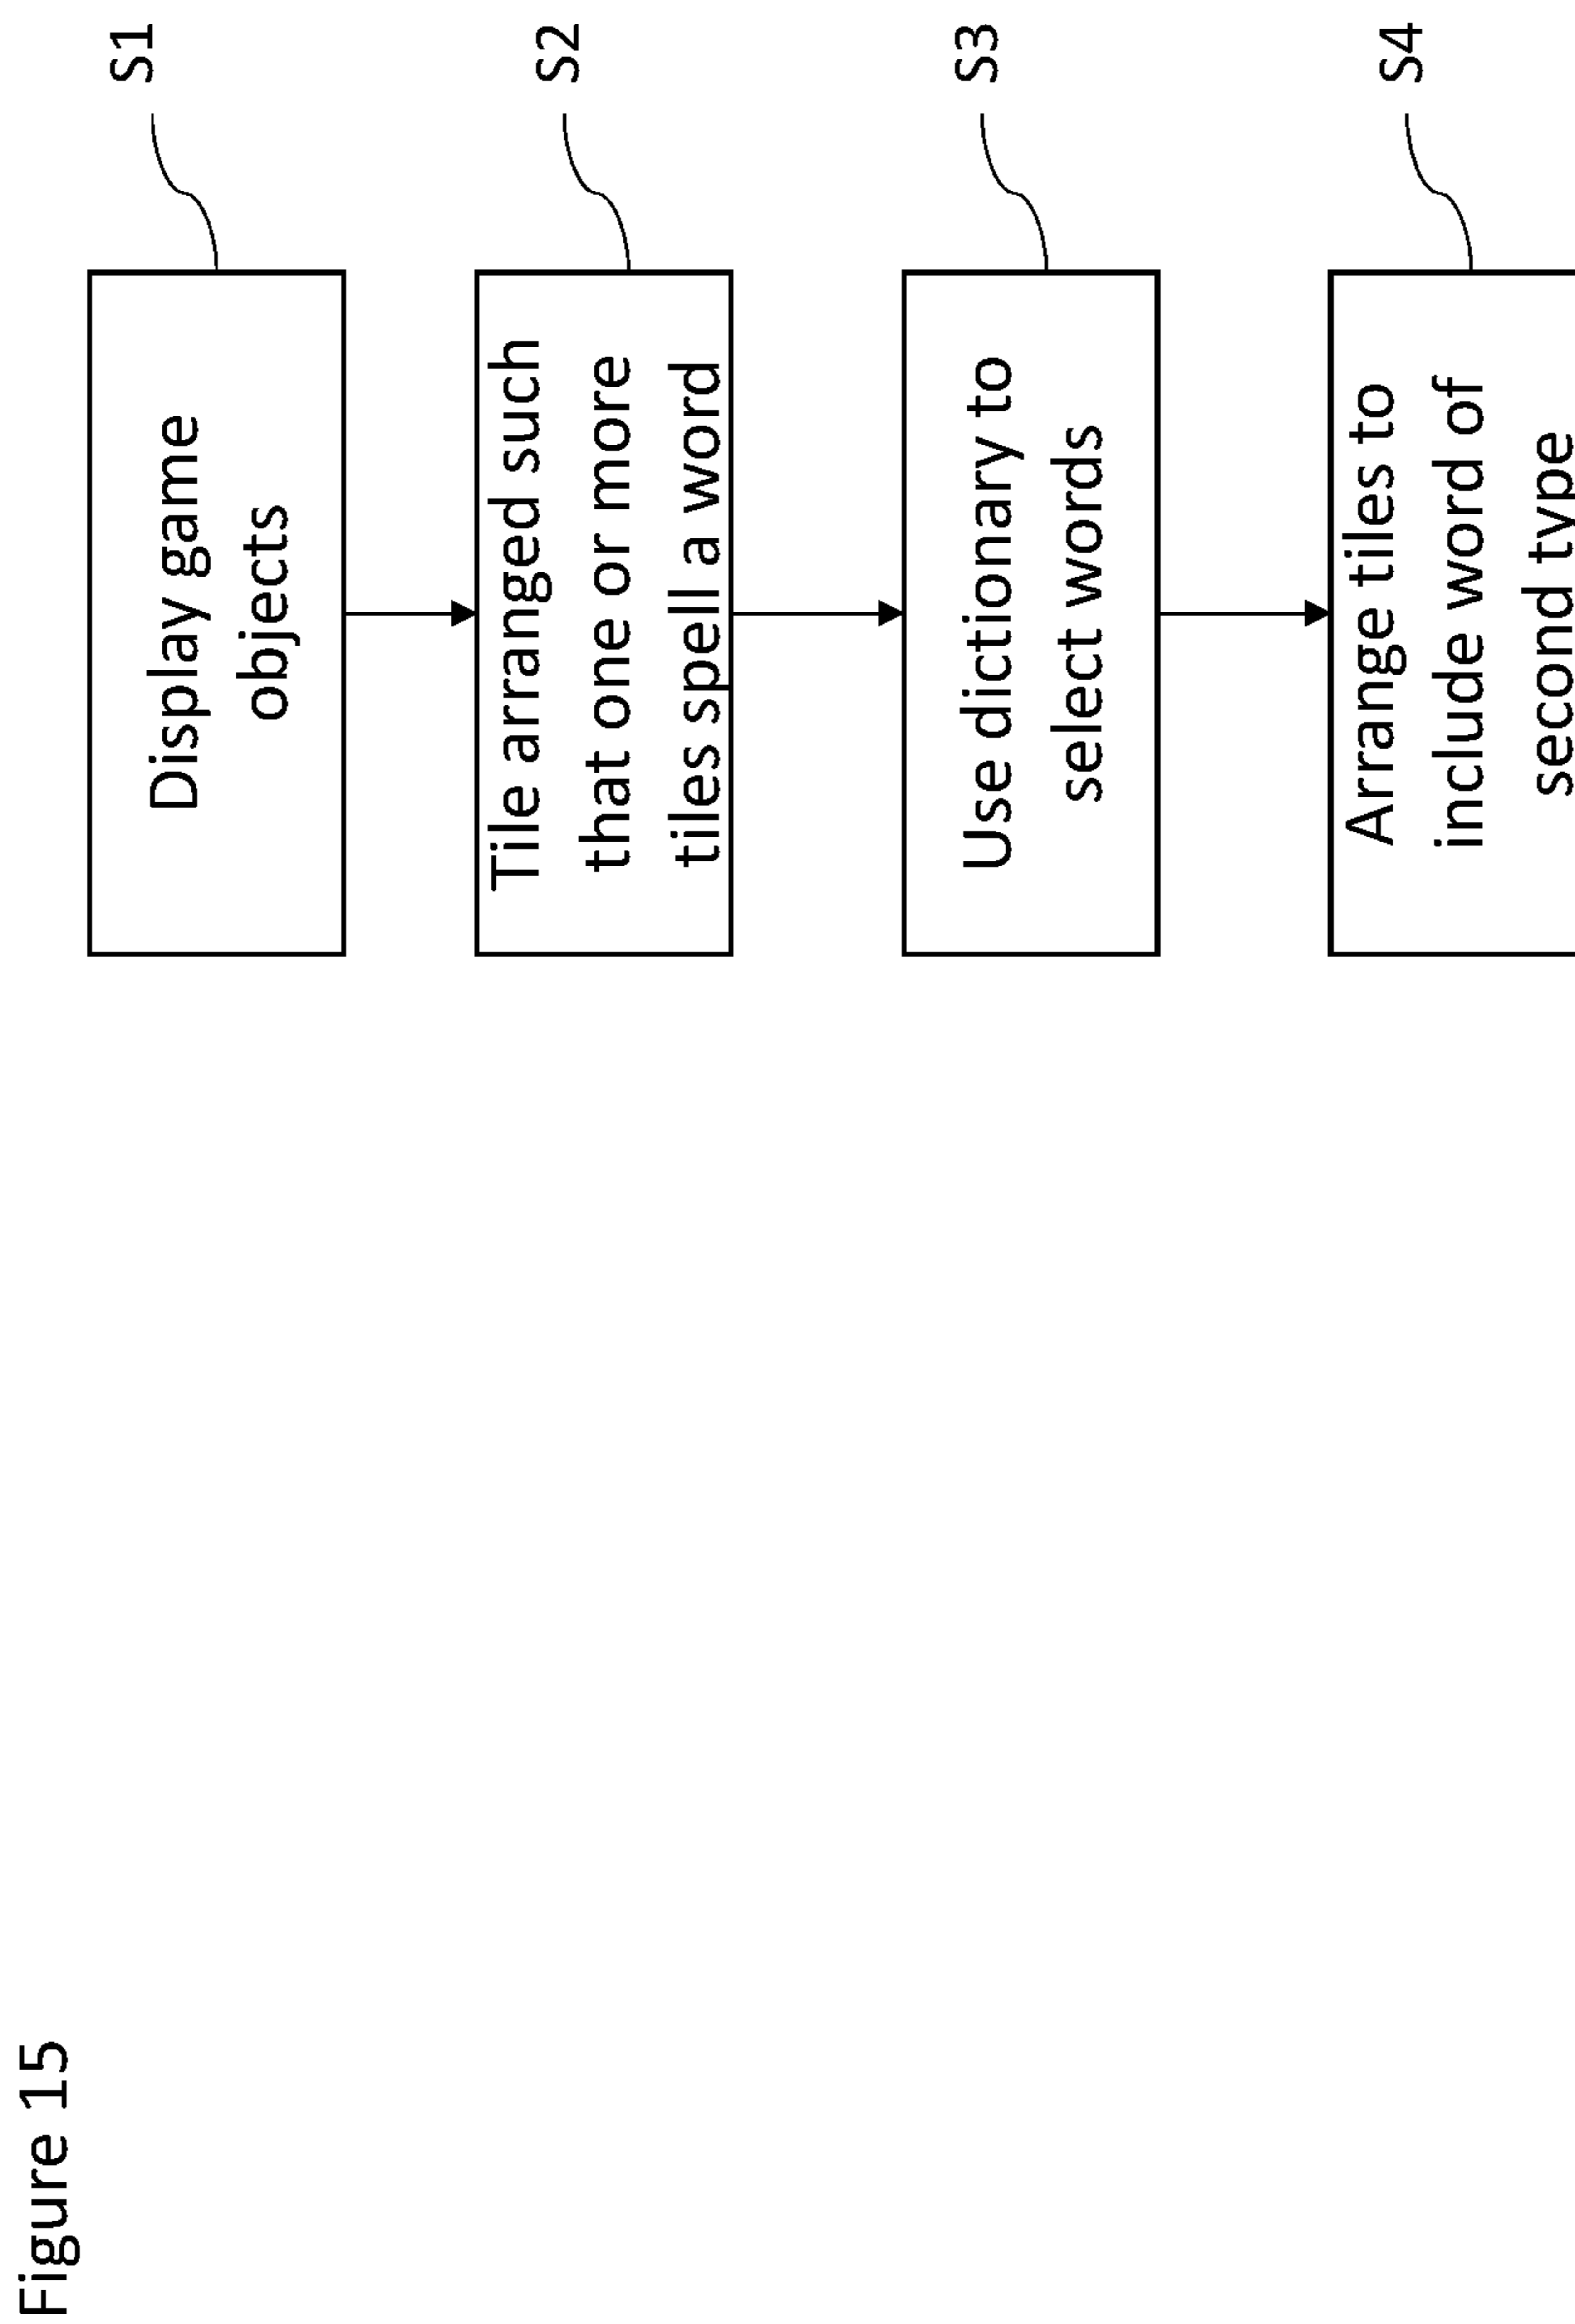 Figure 15
Display game
objects
S1
Tile arranged such
that one or more
tiles spell a word
S2
Use dictionary to
select words
S3
Arrange tiles to
include word of
second type
S4